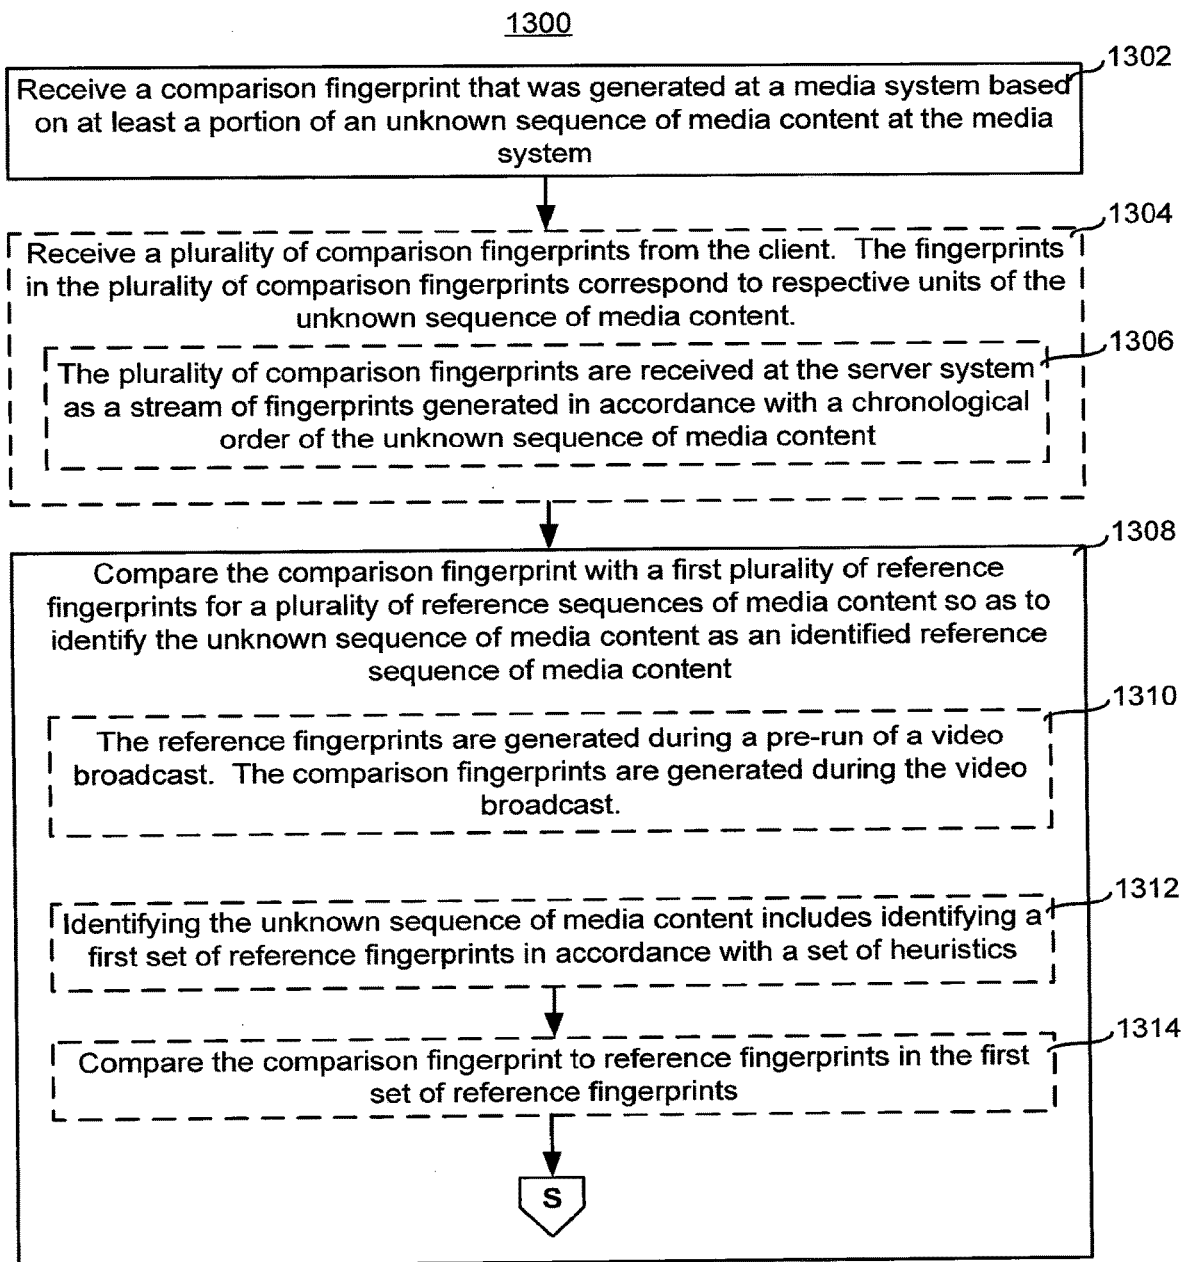 1300
1302
Receive a comparison fingerprint that was generated at a media system based
on at least a portion of an unknown sequence of media content at the media
system
1304
Receive a plurality of comparison fingerprints from the client. The fingerprints
in the plurality of comparison fingerprints correspond to respective units of the
unknown sequence of media content.
1306
The plurality of comparison fingerprints are received at the server system
as a stream of fingerprints generated in accordance with a chronological
order of the unknown sequence of media content
1308
Compare the comparison fingerprint with a first plurality of reference
fingerprints for a plurality of reference sequences of media content so as to
identify the unknown sequence of media content as an identified reference
sequence of media content
1310
The reference fingerprints are generated during a pre-run of a video
broadcast. The comparison fingerprints are generated during the video
broadcast.
1312
Identifying the unknown sequence of media content includes identifying a
first set of reference fingerprints in accordance with a set of heuristics
1314
Compare the comparison fingerprint to reference fingerprints in the first
set of reference fingerprints
S